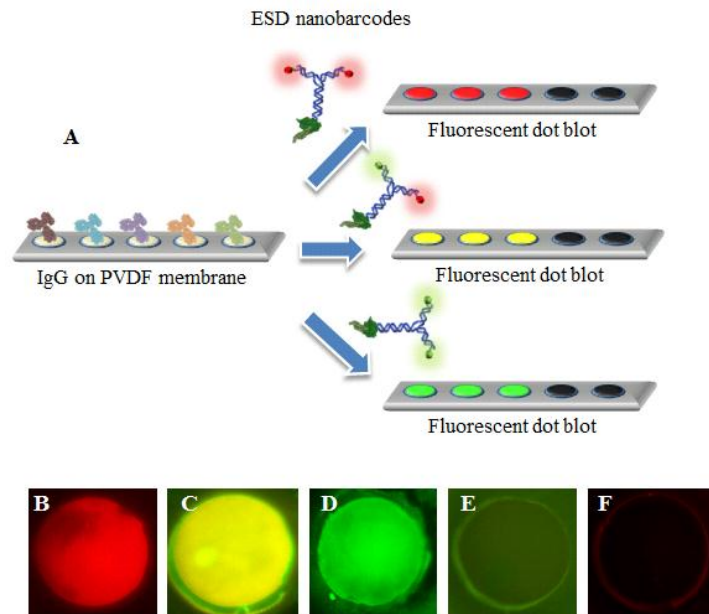 ESD nanobarcodes
Fluorescent dot blot
A
IgG on PVDF membrane
Fluorescent dot blot
Fluorescent dot blot
B
C
D
E
F